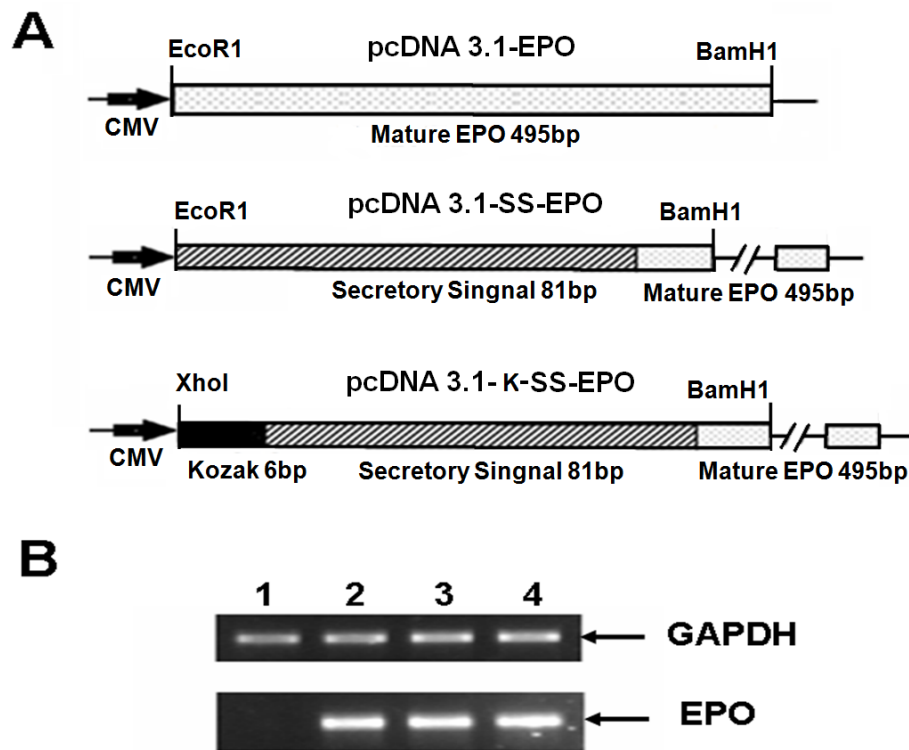 A
pcDNA 3.1-EPO
EcoR1 BamH1
CMV
Mature EPO 495bp
pcDNA 3.1-SS-EPO
EcoR1 BamH1
CMV
Secretory Singnal 81bp Mature EPO 495bp
pcDNA 3.1-K-SS-EPO
XhoI BamH1
CMV
Kozak 6bp Secretory Singnal 81bp Mature EPO 495bp
B
1 2 3 4
GAPDH
EPO